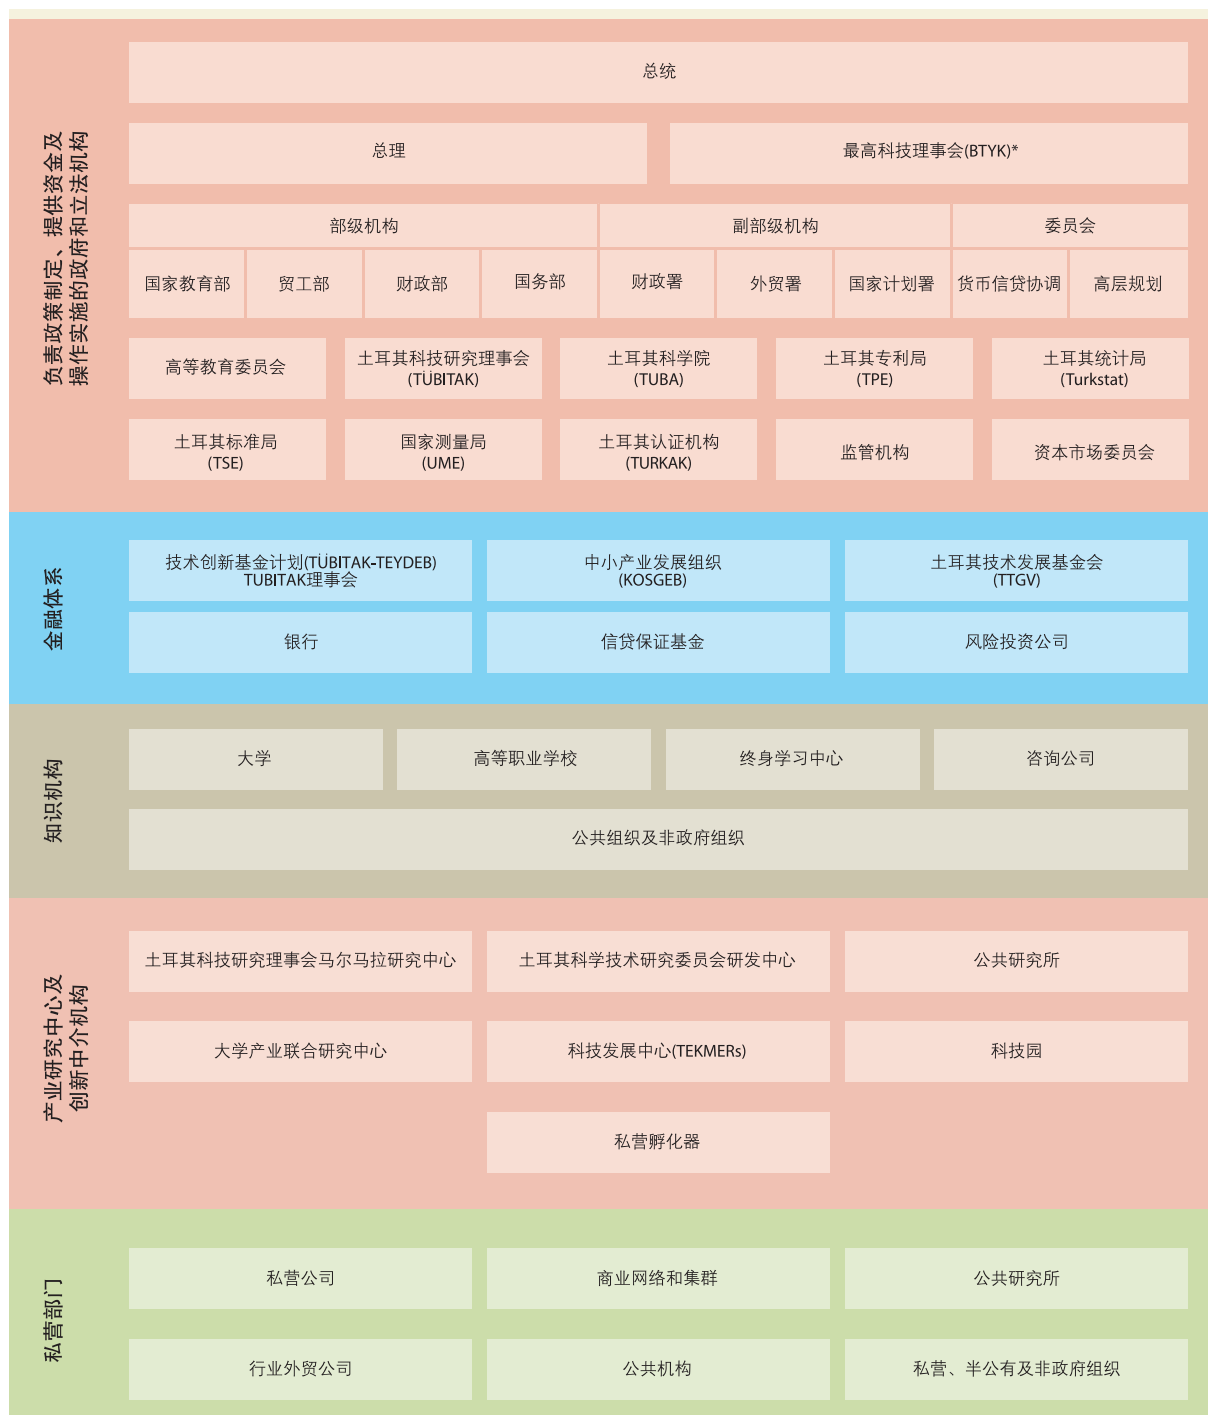 负责政策制定、提供资金及
操作实施的政府和立法机构
总统
总理
最高科技理事会(BTYK)*
部级机构
副部级机构
委员会
国家教育部
贸工部
财政部
国务部
财政署
外贸署
国家计划署
货币信贷协调
高层规划
高等教育委员会
土耳其科技研究理事会
(TÜBITAK)
土耳其科学院
(TUBA)
土耳其专利局
(TPE)
土耳其统计局
(Turkstat)
土耳其标准局
(TSE)
国家测量局
(UME)
土耳其认证机构
(TURKAK)
监管机构
资本市场委员会
金融体系
技术创新基金计划(TÜBITAK-TEYDEB)
TUBITAK理事会
中小产业发展组织
(KOSGEB)
土耳其技术发展基金会
(TTGV)
银行
信贷保证基金
风险投资公司
知识机构
大学
高等职业学校
终身学习中心
咨询公司
公共组织及非政府组织
产业研究中心及
创新中介机构
土耳其科技研究理事会马尔马拉研究中心
土耳其科学技术研究委员会研发中心
公共研究所
大学产业联合研究中心
科技发展中心(TEKMERs)
科技园
私营孵化器
私营部门
私营公司
商业网络和集群
公共研究所
行业外贸公司
公共机构
私营、半公有及非政府组织